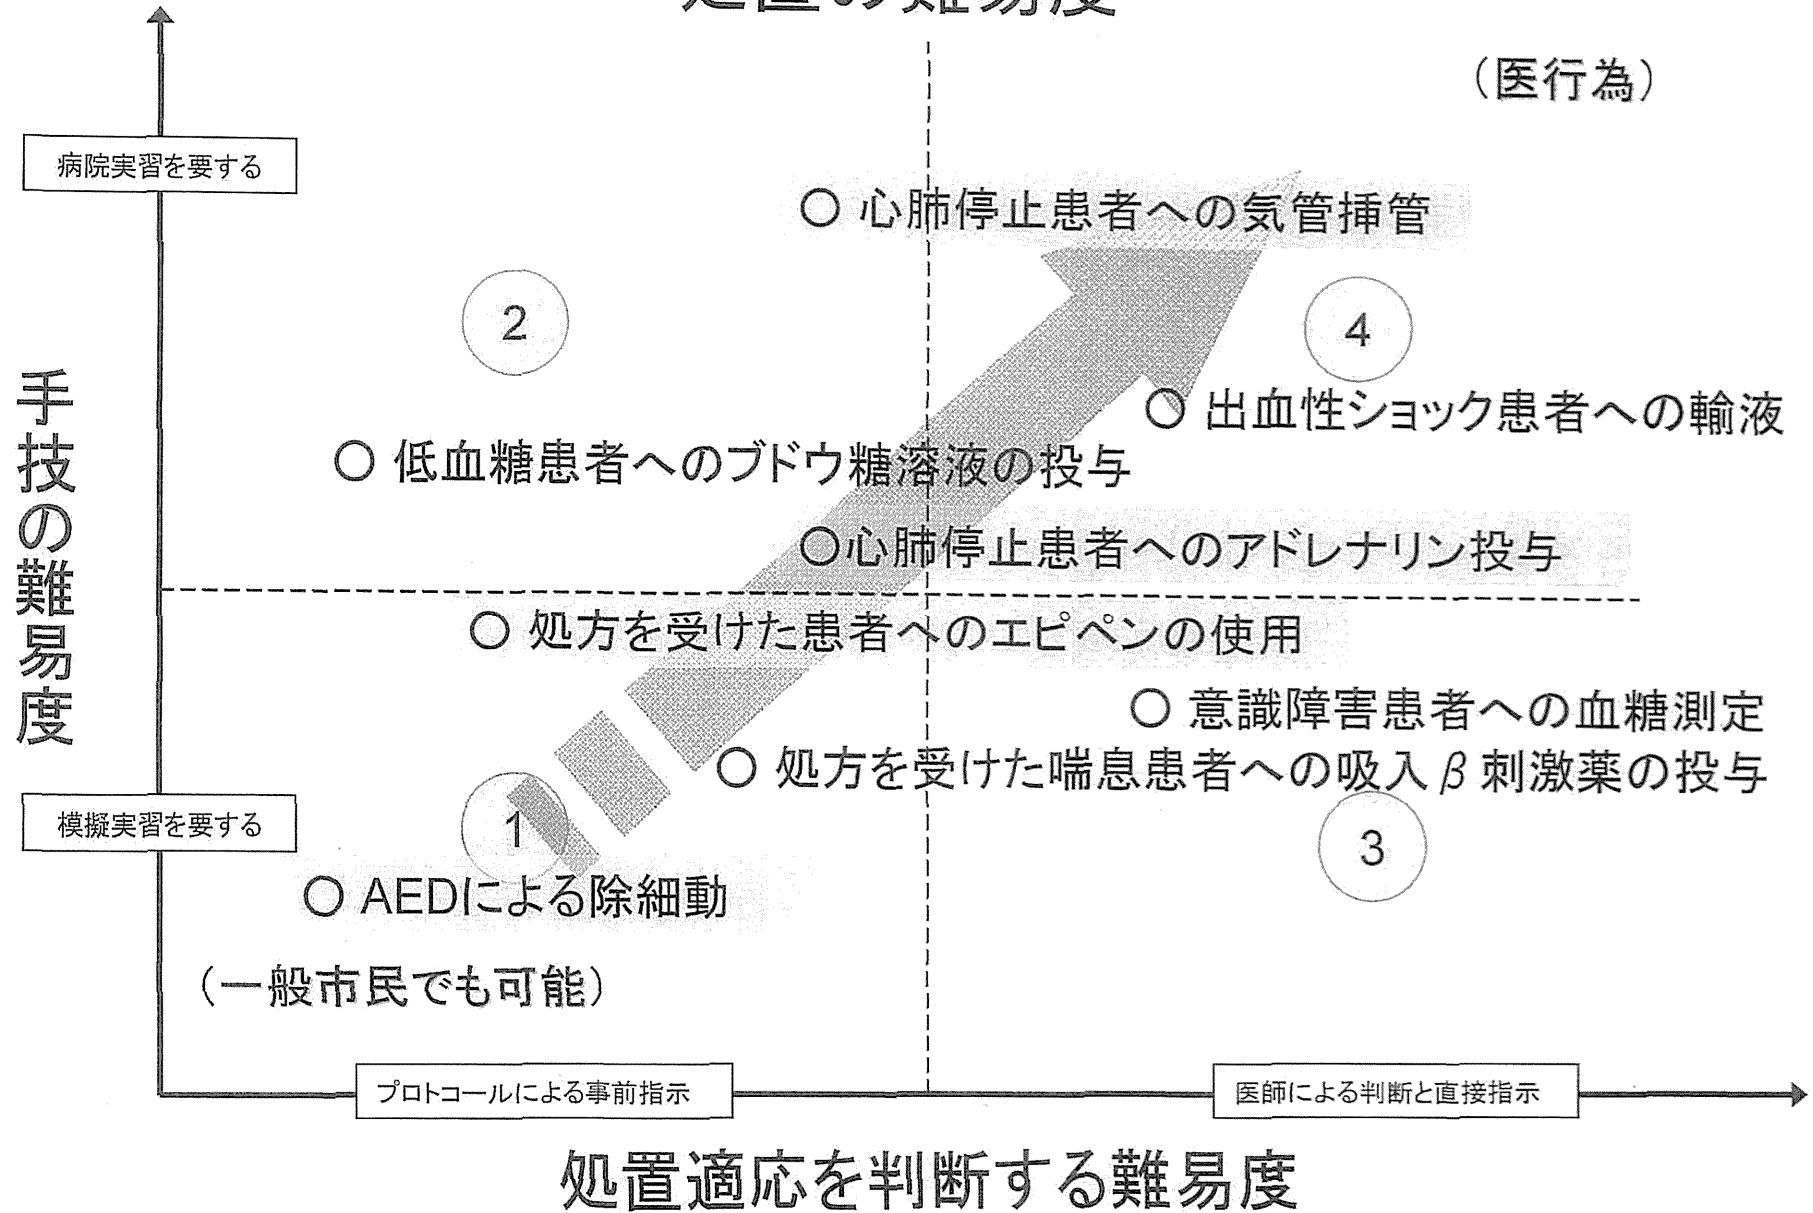 処置の難易度
（医行為）
病院実習を要する
○ 心肺停止患者への気管挿管
2
4
○ 出血性ショック患者への輸液
○ 低血糖患者へのブドウ糖溶液の投与
○心肺停止患者へのアドレナリン投与
手技の難易度
○ 処方を受けた患者へのエピペンの使用
○ 意識障害患者への血糖測定
○ 処方を受けた喘息患者への吸入β刺激薬の投与
模擬実習を要する
1
3
○ AEDによる除細動
（一般市民でも可能）
プロトコールによる事前指示
医師による判断と直接指示
処置適応を判断する難易度